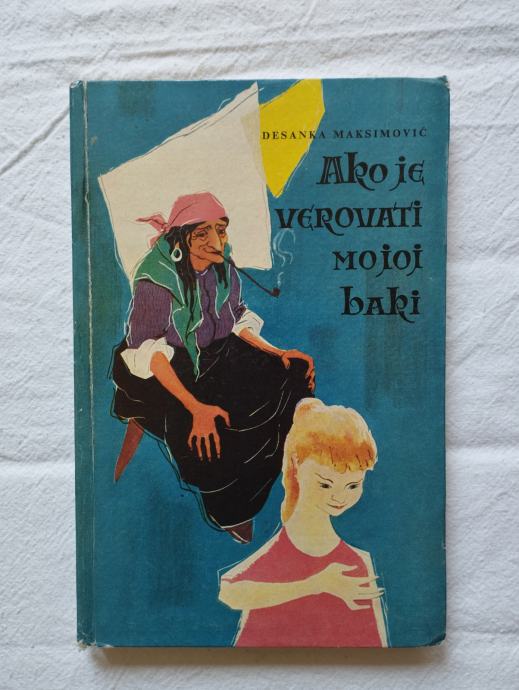 DESANKA MAKSIMOVIĆ
Ako je
verovati
mojoj
baki